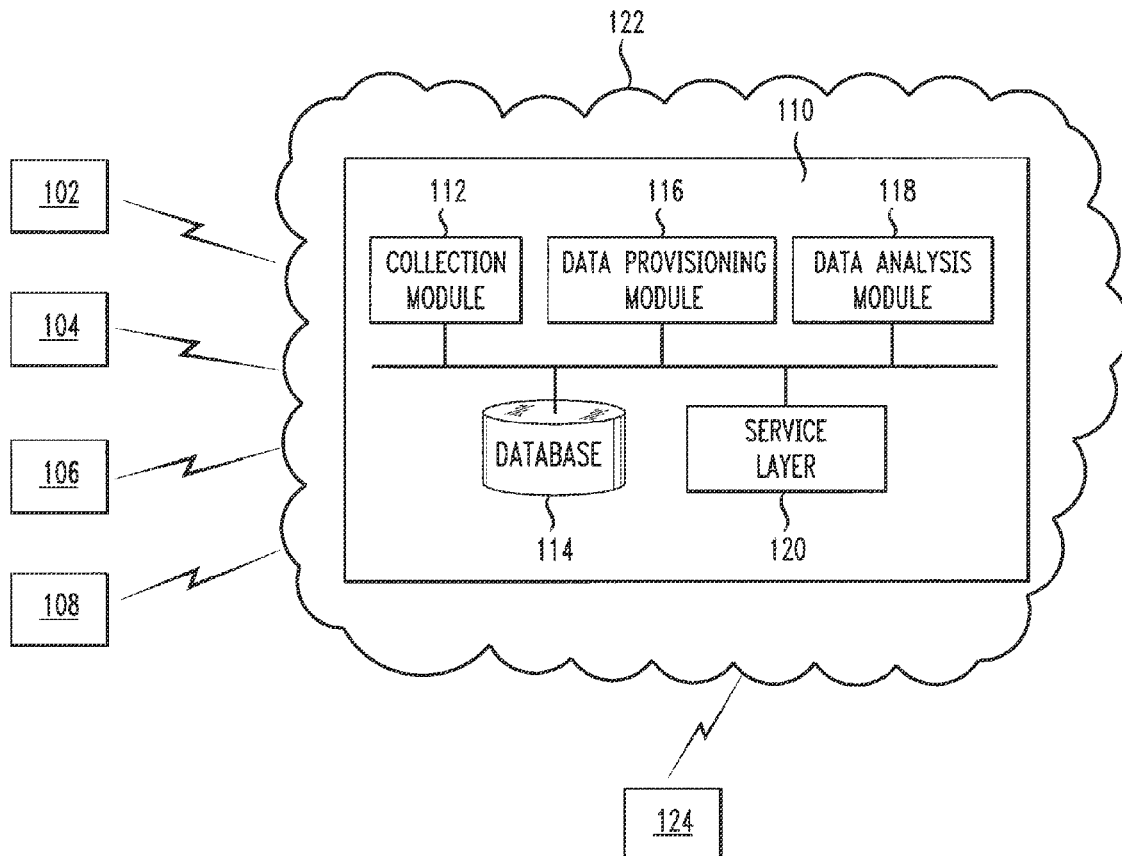 122
110
102
112
116
118
COLLECTION
MODULE
DATA PROVISIONING
MODULE
DATA ANALYSIS
MODULE
104
DATABASE
SERVICE
LAYER
106
114
120
108
124